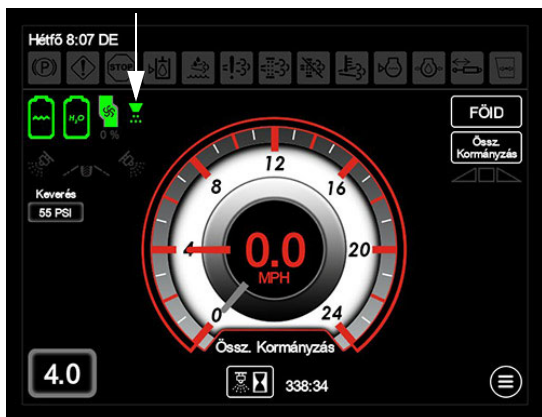 Hétfő 8:07 DE
(P)
STOP
H₂O
0 %
FÖlD
Össz.
Kormányzás
Keverés
55 PSI
12
8
16
4
20
0
24
0.0
MPH
Össz. Kormányzás
4.0
338:34